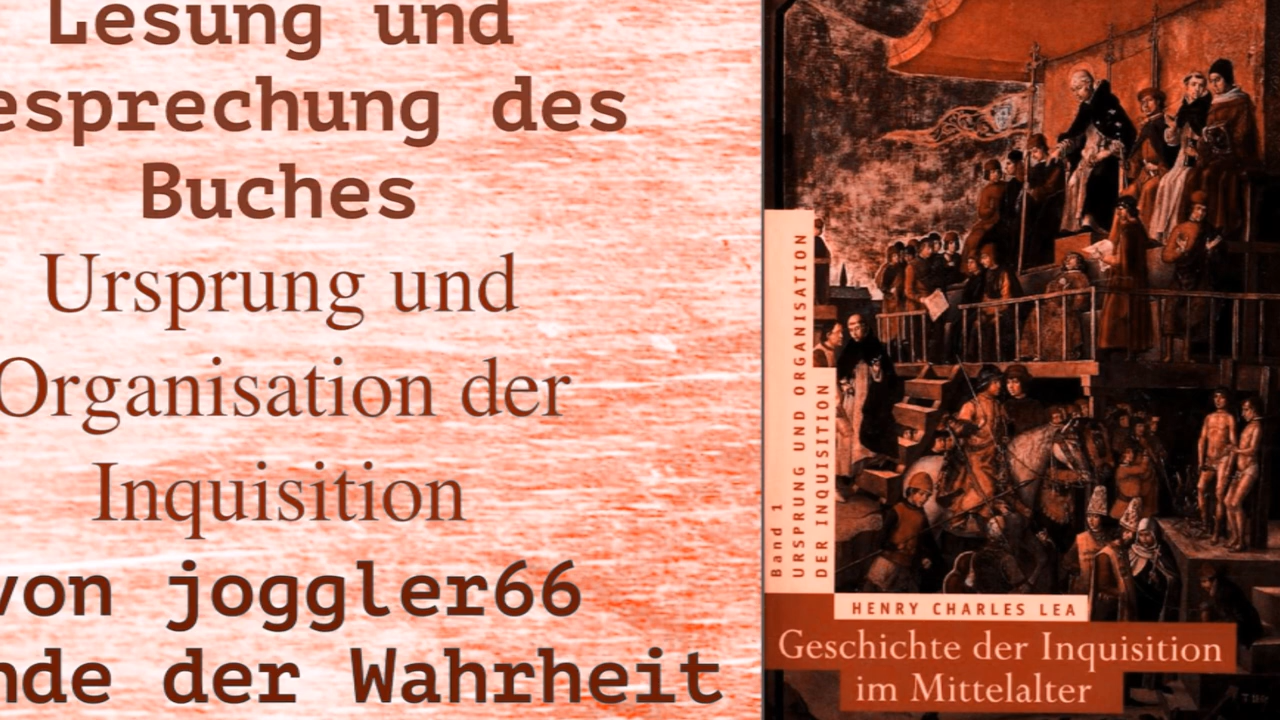 Lesung und
esprechung des
Buches
Ursprung und
Organisation der
Inquisition
von joggler66
nde der Wahrheit
Band 1
URSPRUNG UND ORGANISATION
DER INQUISITION
HENRY CHARLES LEA
Geschichte der Inquisition
im Mittelalter